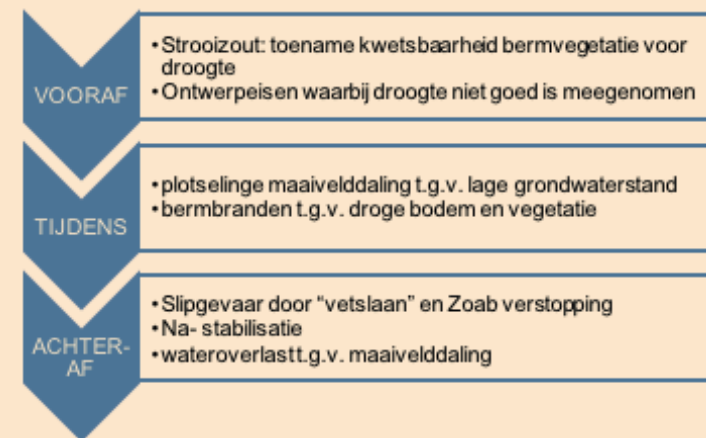 VOORAF
• Strooizout: toename kwetsbaarheid bermvegetatie voor
droogte
• Ontwerpeisen waarbij droogte niet goed is meegenomen
TIJDENS
• plotselinge maaivelddaling t.g.v. lage grondwaterstand
• bermbranden t.g.v. droge bodem en vegetatie
ACHTER-
AF
• Slipgevaar door “vetslaan” en Zoab verstopping
• Na- stabilisatie
• wateroverlastt.g.v. maaivelddaling